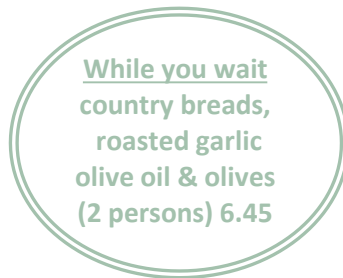 While you wait
country breads,
roasted garlic
olive oil & olives
(2 persons) 6.45